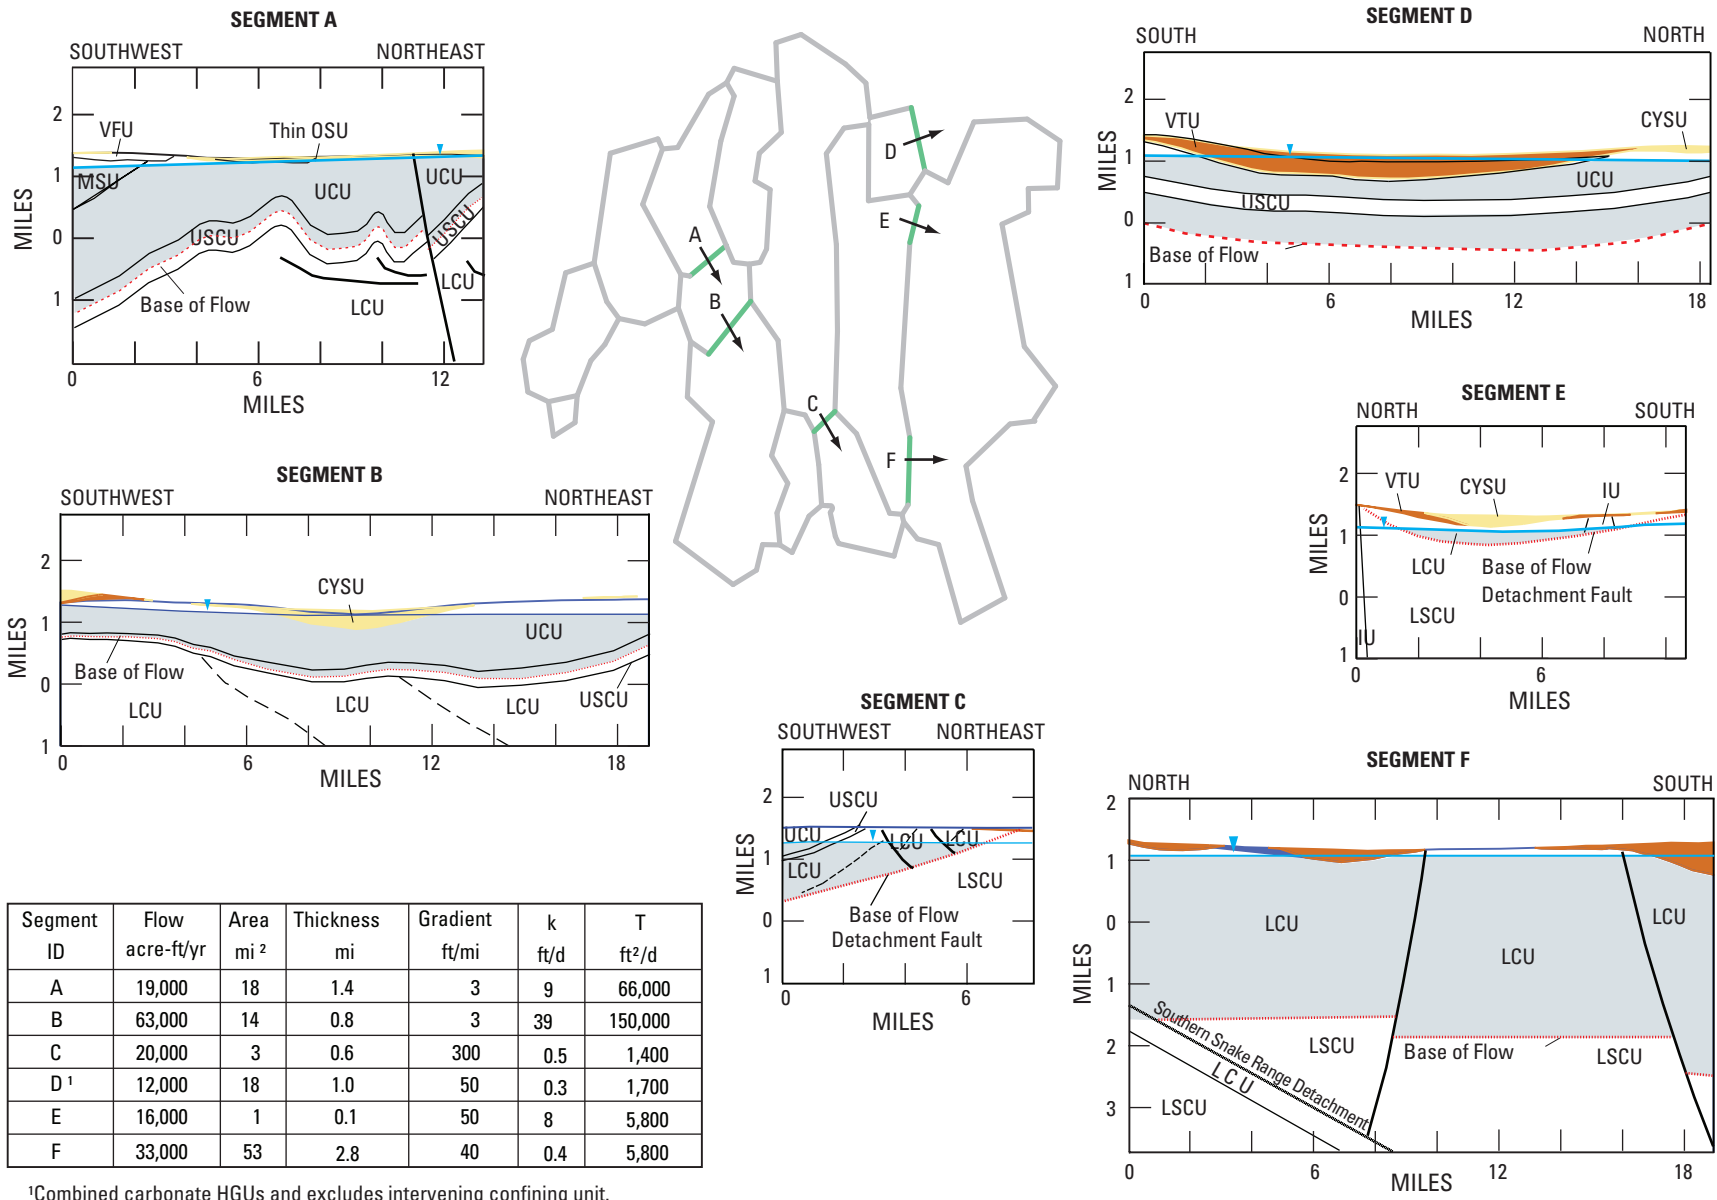 SEGMENT A
SOUTHWEST NORTHEAST
2
VFU Thin OSU
1
MSU UCU UCU
0
USCU USCU
Base of Flow LCU LCU
1
0 6 12
MILES
MILES
SEGMENT B
SOUTHWEST NORTHEAST
2
CYSU
1
UCU
Base of Flow
0
LCU LCU LCU USCU
1
0 6 12 18
MILES
MILES
A
B
C
D
E
F
SEGMENT C
SOUTHWEST NORTHEAST
2
USCU
UCU LCU LCU
1
LCU LSCU
0
Base of Flow
Detachment Fault
1
0 6
MILES
MILES
SEGMENT D
SOUTH NORTH
2
VTU CYSU
1
UCU
USCU
0
Base of Flow
1
0 6 12 18
MILES
MILES
SEGMENT E
NORTH SOUTH
2
VTU CYSU IU
1
LCU Base of Flow
Detachment Fault
0
LSCU
IU
1
0 6
MILES
MILES
SEGMENT F
NORTH SOUTH
2
1
0
LCU LCU
LCU
1
Southern Snake Range Detachment
2
LSCU Base of Flow LSCU
LCU
3
LSCU
0 6 12 18
MILES
MILES
Segment ID Flow acre-ft/yr Area mi 2 Thickness mi Gradient ft/mi k ft/d T ft2/d
A 19,000 18 1.4 3 9 66,000
B 63,000 14 0.8 3 39 150,000
C 20,000 3 0.6 300 0.5 1,400
D 1 12,000 18 1.0 50 0.3 1,700
E 16,000 1 0.1 50 8 5,800
F 33,000 53 2.8 40 0.4 5,800
1Combined carbonate HGUs and excludes intervening confining unit.